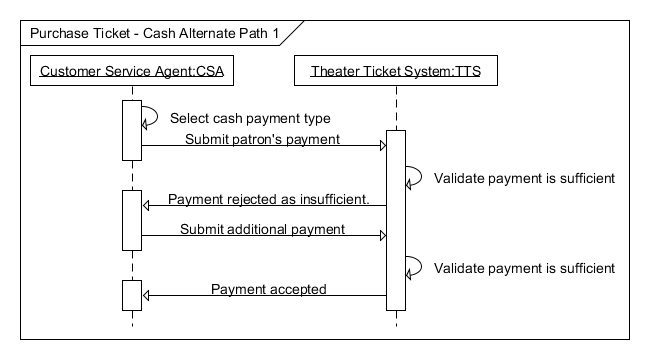 Purchase Ticket - Cash Alternate Path 1
Customer Service Agent:CSA
Theater Ticket System:TTS
Select cash payment type
Submit patron's payment
Validate payment is sufficient
Payment rejected as insufficient.
Submit additional payment
Validate payment is sufficient
Payment accepted